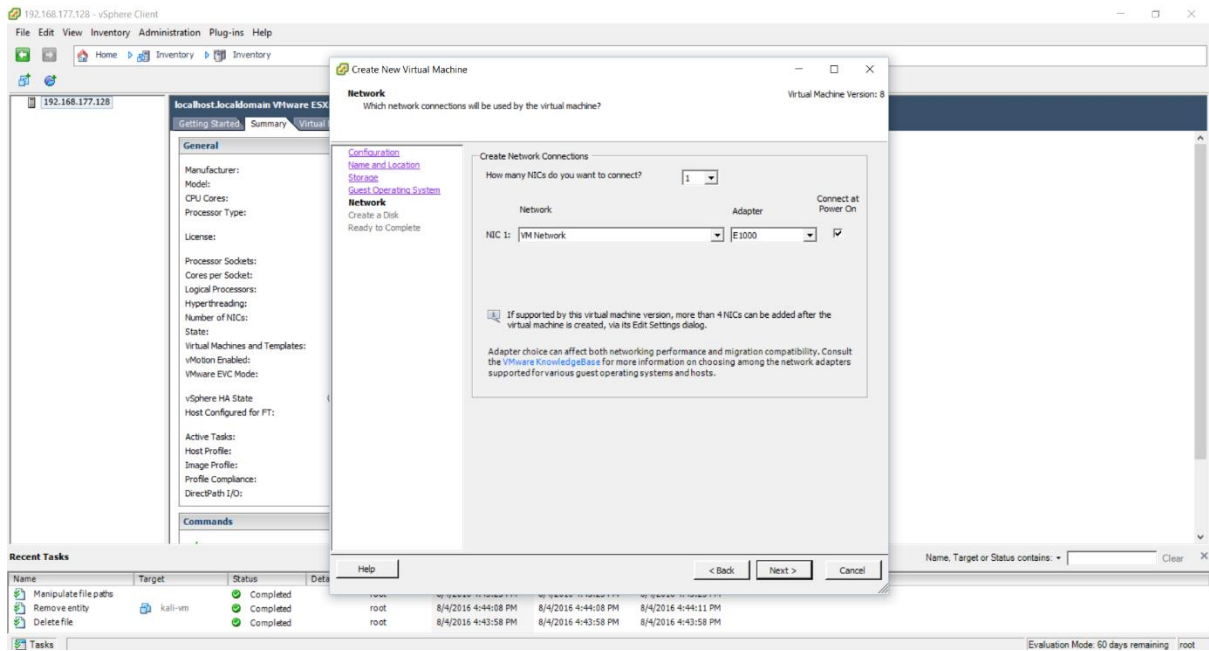 192.168.177.128 - vSphere Client
File Edit View Inventory Administration Plug-ins Help
Home Inventory Inventory
192.168.177.128
localhost.localdomain VMware ESX
Getting Started Summary Virtual
General
Manufacturer:
Model:
CPU Cores:
Processor Type:
License:
Processor Sockets:
Cores per Socket:
Logical Processors:
Hyperthreading:
Number of NICs:
State:
Virtual Machines and Templates:
vMotion Enabled:
VMware EVC Mode:
vSphere HA State
Host Configured for FT:
Active Tasks:
Host Profile:
Image Profile:
Profile Compliance:
DirectPath I/O:
Commands
Create New Virtual Machine
Network
Which network connections will be used by the virtual machine?
Virtual Machine Version: 8
Configuration
Name and Location
Storage
Guest Operating System
Network
Create a Disk
Ready to Complete
Create Network Connections
How many NICs do you want to connect? 1
Network Adapter Connect at Power On
NIC 1: VM Network E1000
If supported by this virtual machine version, more than 4 NICs can be added after the
virtual machine is created, via its Edit Settings dialog.
Adapter choice can affect both networking performance and migration compatibility. Consult
the VMware KnowledgeBase for more information on choosing among the network adapters
supported for various guest operating systems and hosts.
Help < Back Next > Cancel
Recent Tasks
Name, Target or Status contains: Clear
Name Target Status Deta
Manipulate file paths Completed
Remove entity kali-vm Completed root 8/4/2016 4:44:08 PM 8/4/2016 4:44:08 PM 8/4/2016 4:44:11 PM
Delete file Completed root 8/4/2016 4:43:58 PM 8/4/2016 4:43:58 PM 8/4/2016 4:43:58 PM
Tasks Evaluation Mode: 60 days remaining root